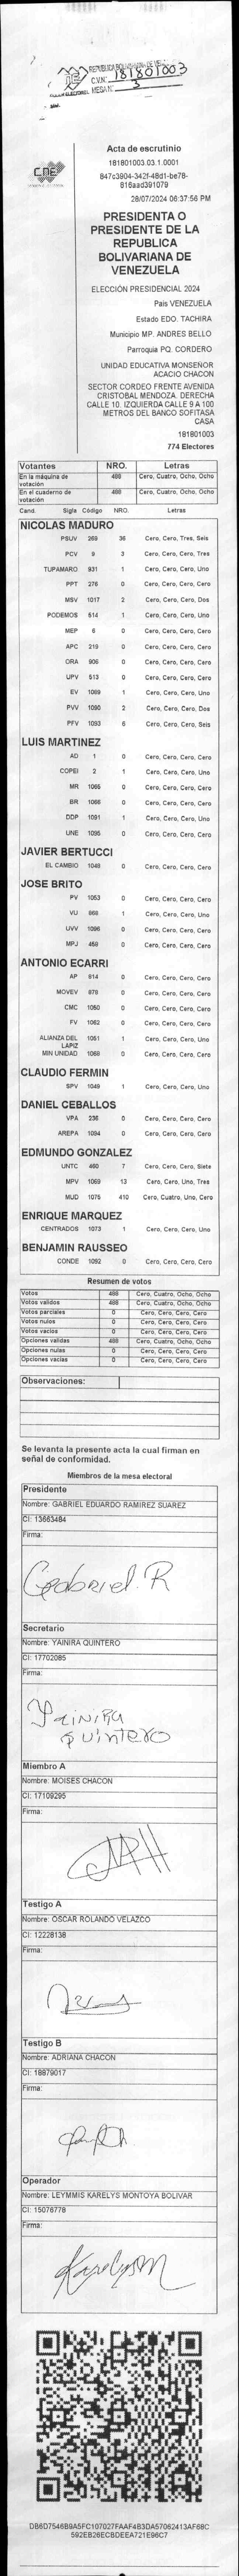 REPÚBLICA BOLIVARIANA DE VEN
C.V.N°: 181801003
MESA N°: 3
CNE
Acta de escrutinio
181801003.03.1.0001
847c3904-342f-48d1-be78-
816aad391079
28/07/2024 06:37:56 PM
PRESIDENTA O
PRESIDENTE DE LA
REPUBLICA
BOLIVARIANA DE
VENEZUELA
ELECCIÓN PRESIDENCIAL 2024
Pais VENEZUELA
Estado EDO. TACHIRA
Municipio MP. ANDRES BELLO
Parroquia PQ. CORDERO
UNIDAD EDUCATIVA MONSEÑOR
ACACIO CHACON
SECTOR CORDEO FRENTE AVENIDA
CRISTOBAL MENDOZA. DERECHA
CALLE 10. IZQUIERDA CALLE 9 A 100
METROS DEL BANCO SOFITASA
CASA
181801003
774 Electores
Votantes NRO. Letras
En la máquina de votación 488 Cero, Cuatro, Ocho, Ocho
En el cuaderno de votación 488 Cero, Cuatro, Ocho, Ocho
Cand. Sigla Código NRO. Letras
NICOLAS MADURO
PSUV 269 36 Cero, Cero, Tres, Seis
PCV 9 3 Cero, Cero, Cero, Tres
TUPAMARO 931 1 Cero, Cero, Cero, Uno
PPT 276 0 Cero, Cero, Cero, Cero
MSV 1017 2 Cero, Cero, Cero, Dos
PODEMOS 514 1 Cero, Cero, Cero, Uno
MEP 6 0 Cero, Cero, Cero, Cero
APC 219 0 Cero, Cero, Cero, Cero
ORA 906 0 Cero, Cero, Cero, Cero
UPV 513 0 Cero, Cero, Cero, Cero
EV 1089 1 Cero, Cero, Cero, Uno
PVV 1090 2 Cero, Cero, Cero, Dos
PFV 1093 6 Cero, Cero, Cero, Seis
LUIS MARTINEZ
AD 1 0 Cero, Cero, Cero, Cero
COPEI 2 1 Cero, Cero, Cero, Uno
MR 1065 0 Cero, Cero, Cero, Cero
BR 1066 0 Cero, Cero, Cero, Cero
DDP 1091 1 Cero, Cero, Cero, Uno
UNE 1095 0 Cero, Cero, Cero, Cero
JAVIER BERTUCCI
EL CAMBIO 1048 0 Cero, Cero, Cero, Cero
JOSE BRITO
PV 1053 0 Cero, Cero, Cero, Cero
VU 868 1 Cero, Cero, Cero, Uno
UVV 1096 0 Cero, Cero, Cero, Cero
MPJ 459 0 Cero, Cero, Cero, Cero
ANTONIO ECARRI
AP 814 0 Cero, Cero, Cero, Cero
MOVEV 878 0 Cero, Cero, Cero, Cero
CMC 1050 0 Cero, Cero, Cero, Cero
FV 1062 0 Cero, Cero, Cero, Cero
ALIANZA DEL LAPIZ 1051 1 Cero, Cero, Cero, Uno
MIN UNIDAD 1068 0 Cero, Cero, Cero, Cero
CLAUDIO FERMIN
SPV 1049 1 Cero, Cero, Cero, Uno
DANIEL CEBALLOS
VPA 236 0 Cero, Cero, Cero, Cero
AREPA 1094 0 Cero, Cero, Cero, Cero
EDMUNDO GONZALEZ
UNTC 460 7 Cero, Cero, Cero, Siete
MPV 1069 13 Cero, Cero, Uno, Tres
MUD 1075 410 Cero, Cuatro, Uno, Cero
ENRIQUE MARQUEZ
CENTRADOS 1073 1 Cero, Cero, Cero, Uno
BENJAMIN RAUSSEO
CONDE 1092 0 Cero, Cero, Cero, Cero
Resumen de votos
Votos 488 Cero, Cuatro, Ocho, Ocho
Votos validos 488 Cero, Cuatro, Ocho, Ocho
Votos parciales 0 Cero, Cero, Cero, Cero
Votos nulos 0 Cero, Cero, Cero, Cero
Votos vacios 0 Cero, Cero, Cero, Cero
Opciones validas 488 Cero, Cuatro, Ocho, Ocho
Opciones nulas 0 Cero, Cero, Cero, Cero
Opciones vacias 0 Cero, Cero, Cero, Cero
Observaciones:
Se levanta la presente acta la cual firman en
señal de conformidad.
Miembros de la mesa electoral
Presidente
Nombre: GABRIEL EDUARDO RAMIREZ SUAREZ
CI: 13663484
Firma:
Gabriel. R
Secretario
Nombre: YAINIRA QUINTERO
CI: 17702085
Firma:
Yainira
Quintero
Miembro A
Nombre: MOISES CHACON
CI: 17109295
Firma:
Testigo A
Nombre: OSCAR ROLANDO VELAZCO
CI: 12228138
Firma:
Testigo B
Nombre: ADRIANA CHACON
CI: 18879017
Firma:
Operador
Nombre: LEYMMIS KARELYS MONTOYA BOLIVAR
CI: 15076778
Firma:
KarelysM
DB6D7546B9A5FC107027FAAF4B3DA57062413AF68C
592EB26ECBDEEA721E96C7